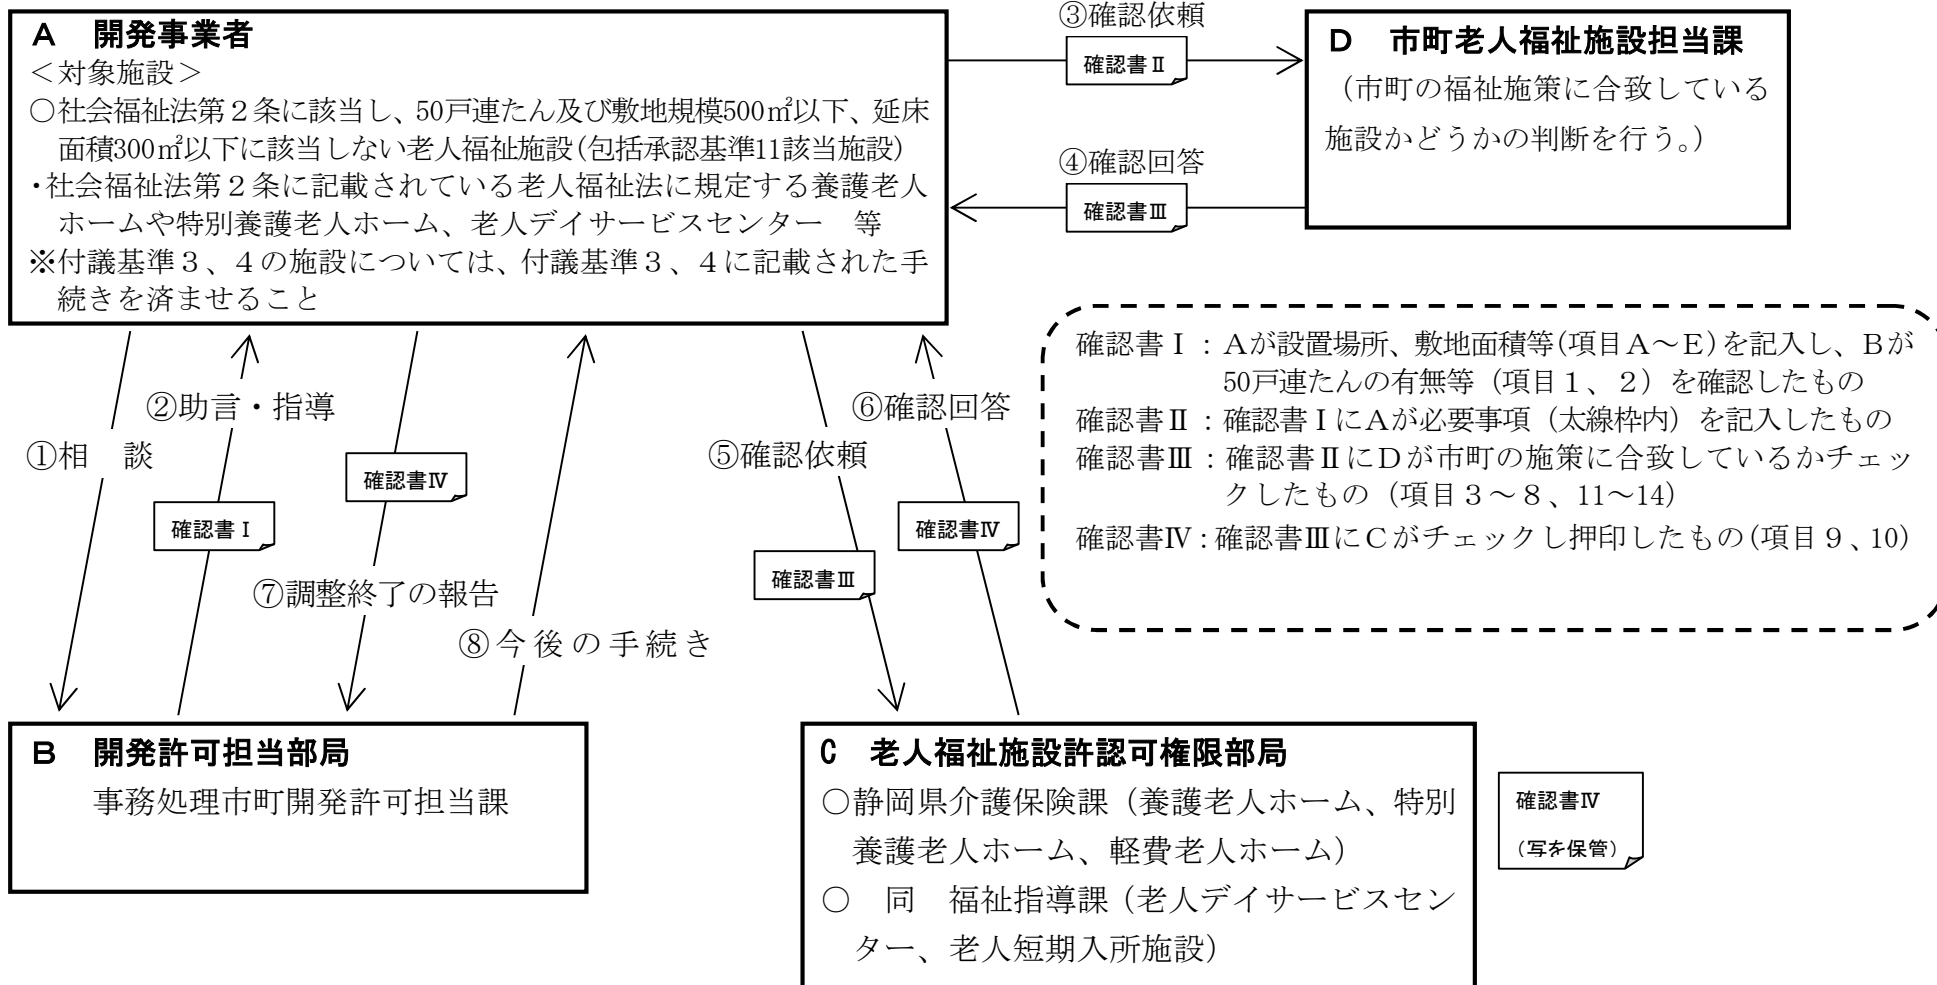 A 開発事業者
＜対象施設＞
○社会福祉法第２条に該当し、50戸連たん及び敷地規模500㎡以下、延床
面積300㎡以下に該当しない老人福祉施設(包括承認基準11該当施設)
・社会福祉法第２条に記載されている老人福祉法に規定する養護老人
ホームや特別養護老人ホーム、老人デイサービスセンター　等
※付議基準３、４の施設については、付議基準３、４に記載された手
続きを済ませること
③確認依頼
確認書Ⅱ
④確認回答
確認書Ⅲ
D 市町老人福祉施設担当課
（市町の福祉施策に合致している
施設かどうかの判断を行う。）
確認書Ⅰ：Aが設置場所、敷地面積等(項目A～E)を記入し、Bが
50戸連たんの有無等（項目１、２）を確認したもの
確認書Ⅱ：確認書ⅠにAが必要事項（太線枠内）を記入したもの
確認書Ⅲ：確認書ⅡにDが市町の施策に合致しているかチェッ
クしたもの（項目３～８、11～14）
確認書Ⅳ：確認書ⅢにCがチェックし押印したもの(項目９、10)
①相　談
②助言・指導
確認書Ⅰ
確認書Ⅳ
⑦調整終了の報告
⑧今後の手続き
⑤確認依頼
確認書Ⅲ
⑥確認回答
確認書Ⅳ
B 開発許可担当部局
事務処理市町開発許可担当課
C 老人福祉施設許認可権限部局
○静岡県介護保険課（養護老人ホーム、特別
養護老人ホーム、軽費老人ホーム）
○　同　福祉指導課（老人デイサービスセン
ター、老人短期入所施設）
確認書Ⅳ
（写を保管）